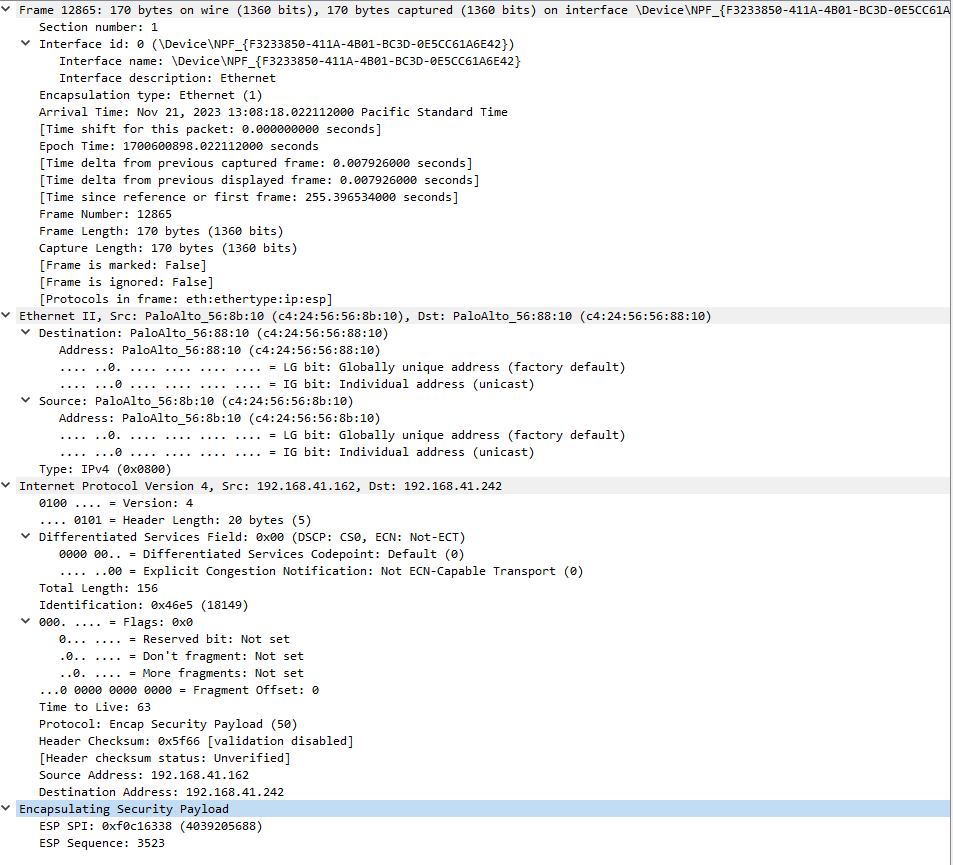 Frame 12865: 170 bytes on wire (1360 bits), 170 bytes captured (1360 bits) on interface \Device\NPF_{F3233850-411A-4B01-BC3D-0E5CC61A
Section number: 1
Interface id: 0 (\Device\NPF_{F3233850-411A-4B01-BC3D-0E5CC61A6E42})
Interface name: \Device\NPF_{F3233850-411A-4B01-BC3D-0E5CC61A6E42}
Interface description: Ethernet
Encapsulation type: Ethernet (1)
Arrival Time: Nov 21, 2023 13:08:18.022112000 Pacific Standard Time
[Time shift for this packet: 0.000000000 seconds]
Epoch Time: 1700600898.022112000 seconds
[Time delta from previous captured frame: 0.007926000 seconds]
[Time delta from previous displayed frame: 0.007926000 seconds]
[Time since reference or first frame: 255.396534000 seconds]
Frame Number: 12865
Frame Length: 170 bytes (1360 bits)
Capture Length: 170 bytes (1360 bits)
[Frame is marked: False]
[Frame is ignored: False]
[Protocols in frame: eth:ethertype:ip:esp]
Ethernet II, Src: PaloAlto_56:8b:10 (c4:24:56:56:8b:10), Dst: PaloAlto_56:88:10 (c4:24:56:56:88:10)
Destination: PaloAlto_56:88:10 (c4:24:56:56:88:10)
Address: PaloAlto_56:88:10 (c4:24:56:56:88:10)
.... ..0. .... .... .... .... = LG bit: Globally unique address (factory default)
.... ...0 .... .... .... .... = IG bit: Individual address (unicast)
Source: PaloAlto_56:8b:10 (c4:24:56:56:8b:10)
Address: PaloAlto_56:8b:10 (c4:24:56:56:8b:10)
.... ..0. .... .... .... .... = LG bit: Globally unique address (factory default)
.... ...0 .... .... .... .... = IG bit: Individual address (unicast)
Type: IPv4 (0x0800)
Internet Protocol Version 4, Src: 192.168.41.162, Dst: 192.168.41.242
0100 .... = Version: 4
.... 0101 = Header Length: 20 bytes (5)
Differentiated Services Field: 0x00 (DSCP: CS0, ECN: Not-ECT)
0000 00.. = Differentiated Services Codepoint: Default (0)
.... ..00 = Explicit Congestion Notification: Not ECN-Capable Transport (0)
Total Length: 156
Identification: 0x46e5 (18149)
000. .... = Flags: 0x0
0... .... = Reserved bit: Not set
.0.. .... = Don't fragment: Not set
..0. .... = More fragments: Not set
...0 0000 0000 0000 = Fragment Offset: 0
Time to Live: 63
Protocol: Encap Security Payload (50)
Header Checksum: 0x5f66 [validation disabled]
[Header checksum status: Unverified]
Source Address: 192.168.41.162
Destination Address: 192.168.41.242
Encapsulating Security Payload
ESP SPI: 0xf0c16338 (4039205688)
ESP Sequence: 3523